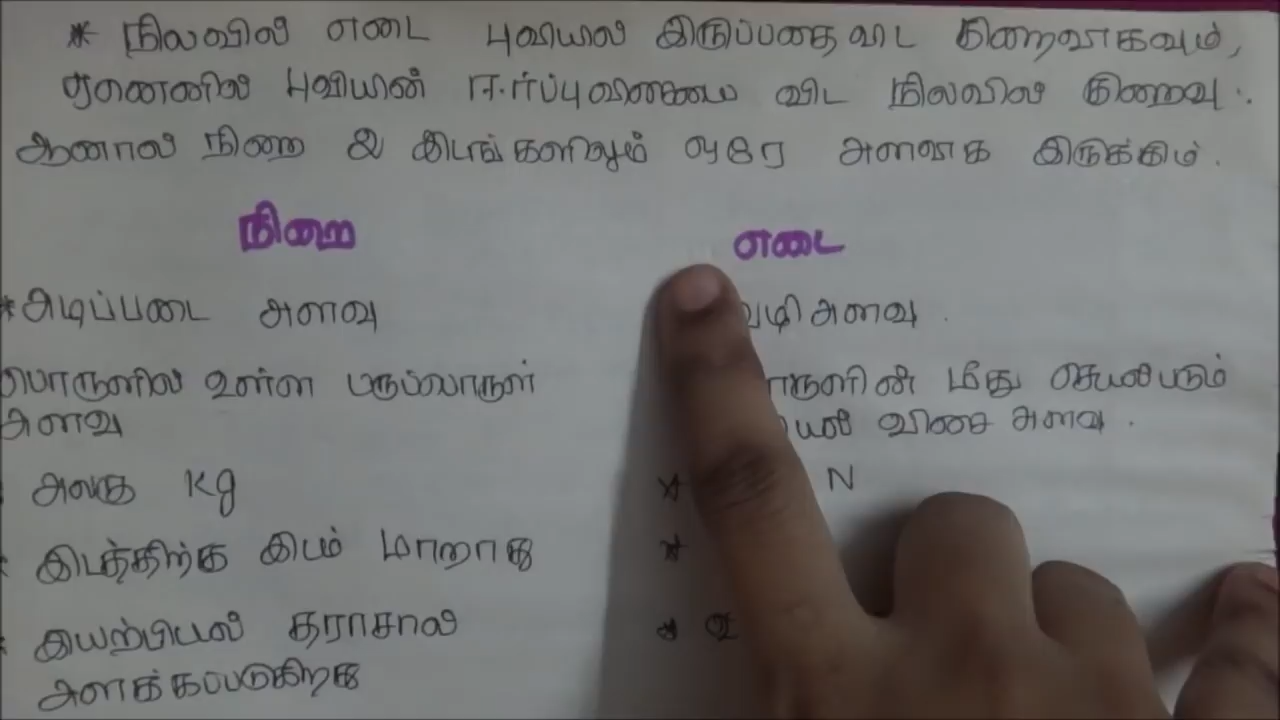 * நிலவில் எடை புவியில் இருப்பதை விட குறைவாகவும்,
ஏனெனில் புவியின் ஈர்ப்புவிசையை விட நிலவில் குறைவு.
ஆனால் நிறை 2 இடங்களிலும் ஒரே அளவாக இருக்கும்.
நிறை எடை
*அடிப்படை அளவு வழி அளவு.
பொருளில் உள்ள பருப்பொருள் மீது செயல்படும்
அளவு விசை அளவு.
அலகு Kg * N
* இடத்திற்கு இடம் மாறாது *
* இயற்பியல் தராசால் *
அளக்கப்படுகிறது